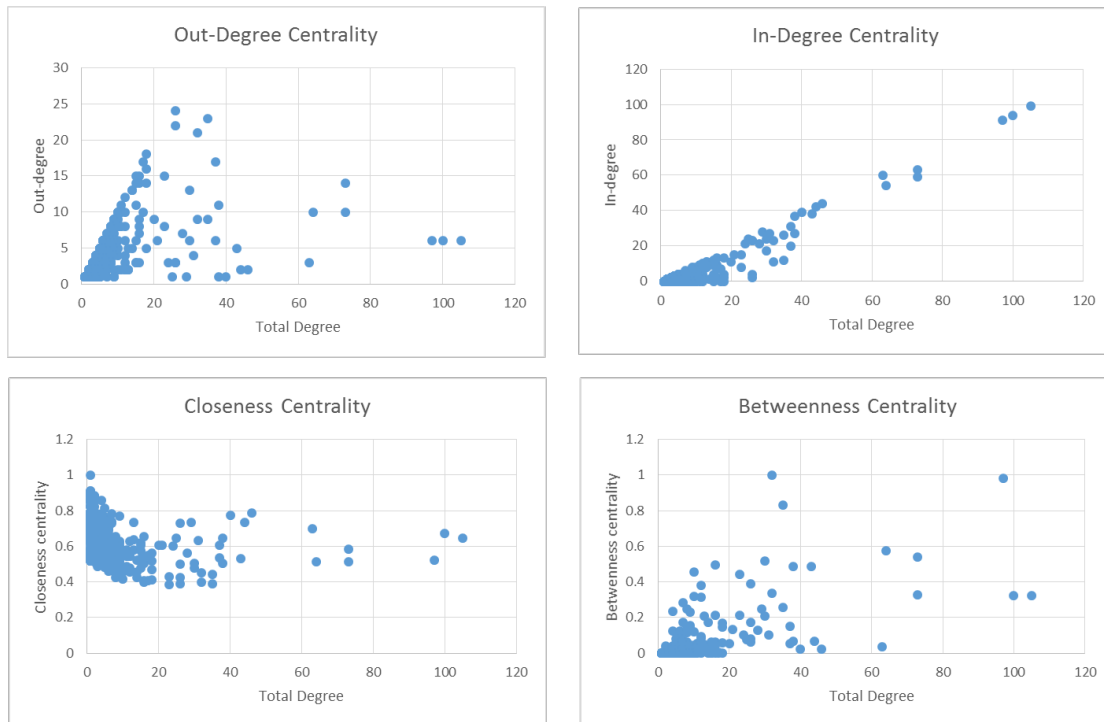 Out-Degree Centrality
30
25
20
15
10
5
0
Out-degree
0 20 40 60 80 100 120
Total Degree
In-Degree Centrality
120
100
80
60
40
20
0
In-degree
0 20 40 60 80 100 120
Total Degree
Closeness Centrality
1.2
1
0.8
0.6
0.4
0.2
0
Closeness centrality
0 20 40 60 80 100 120
Total Degree
Betweenness Centrality
1.2
1
0.8
0.6
0.4
0.2
0
Betwenness centrality
0 20 40 60 80 100 120
Total Degree